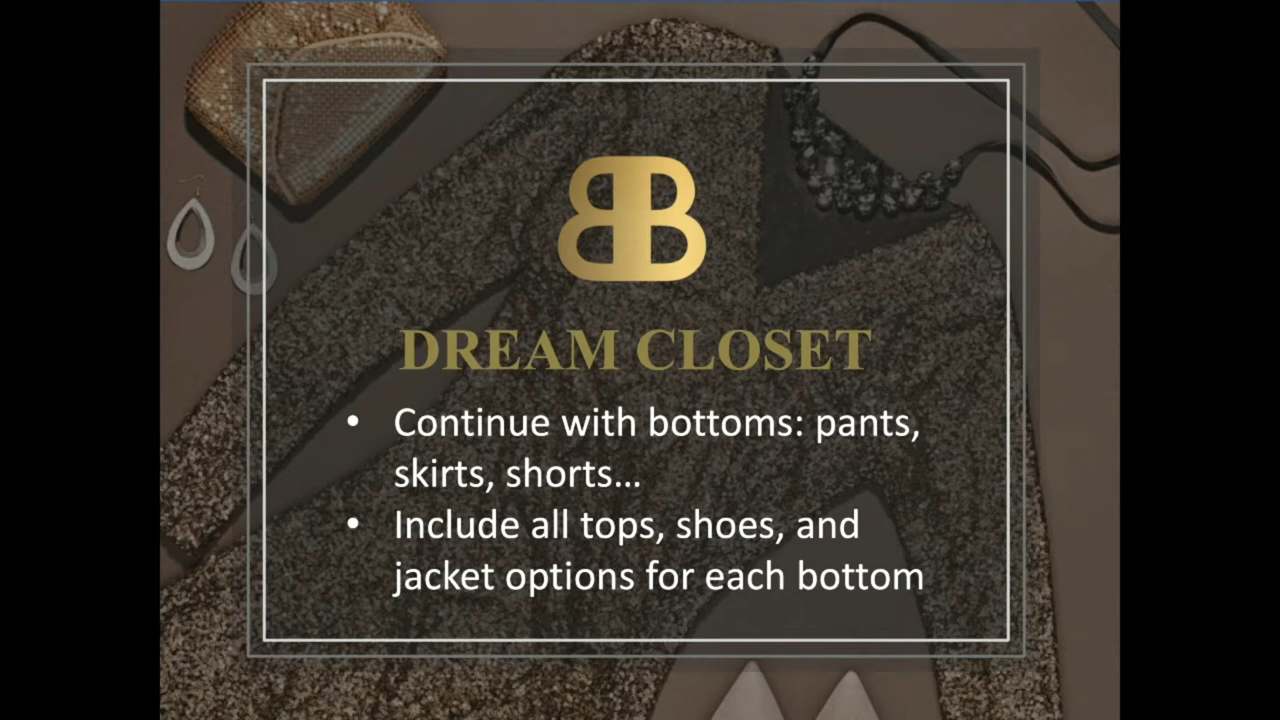 BB
DREAM CLOSET
• Continue with bottoms: pants,
skirts, shorts...
• Include all tops, shoes, and
jacket options for each bottom